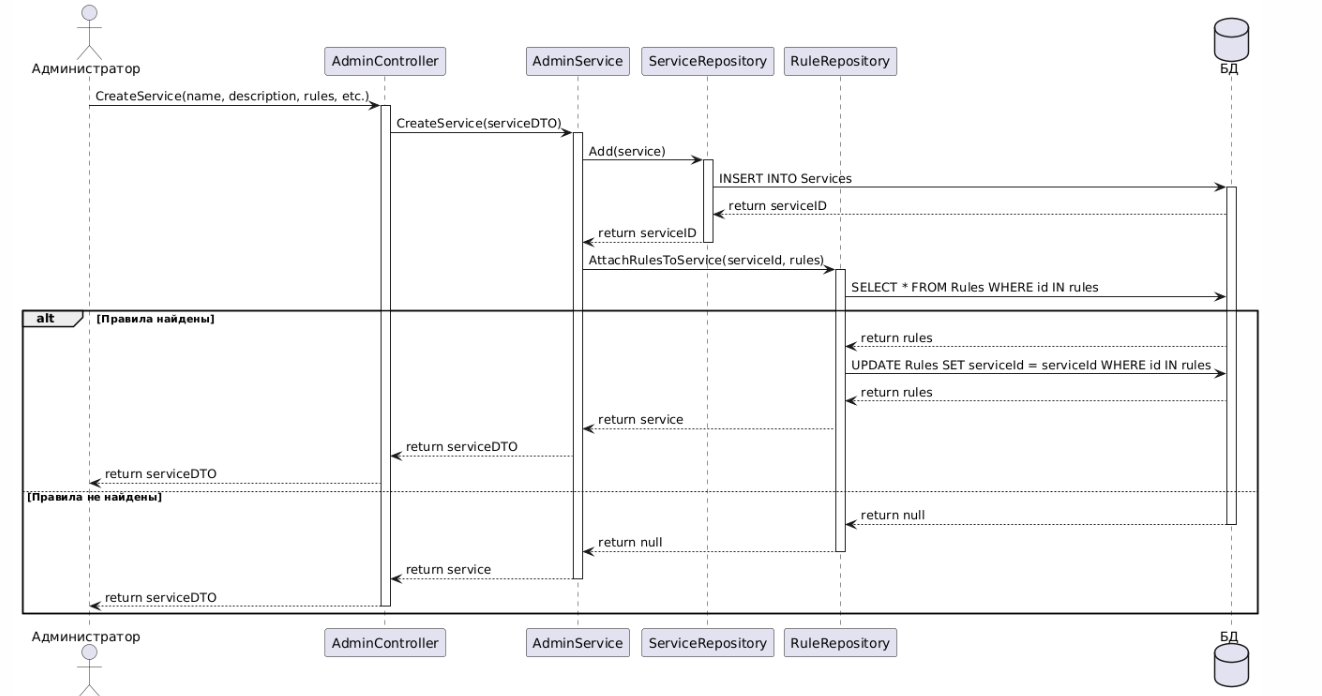 Администратор
AdminController
AdminService
ServiceRepository
RuleRepository
БД
CreateService(name, description, rules, etc.)
CreateService(serviceDTO)
Add(service)
INSERT INTO Services
return serviceID
return serviceID
AttachRulesToService(serviceId, rules)
SELECT * FROM Rules WHERE id IN rules
alt
[Правила найдены]
return rules
UPDATE Rules SET serviceId = serviceId WHERE id IN rules
return rules
return service
return serviceDTO
return serviceDTO
[Правила не найдены]
return null
return null
return service
return serviceDTO
Администратор
AdminController
AdminService
ServiceRepository
RuleRepository
БД